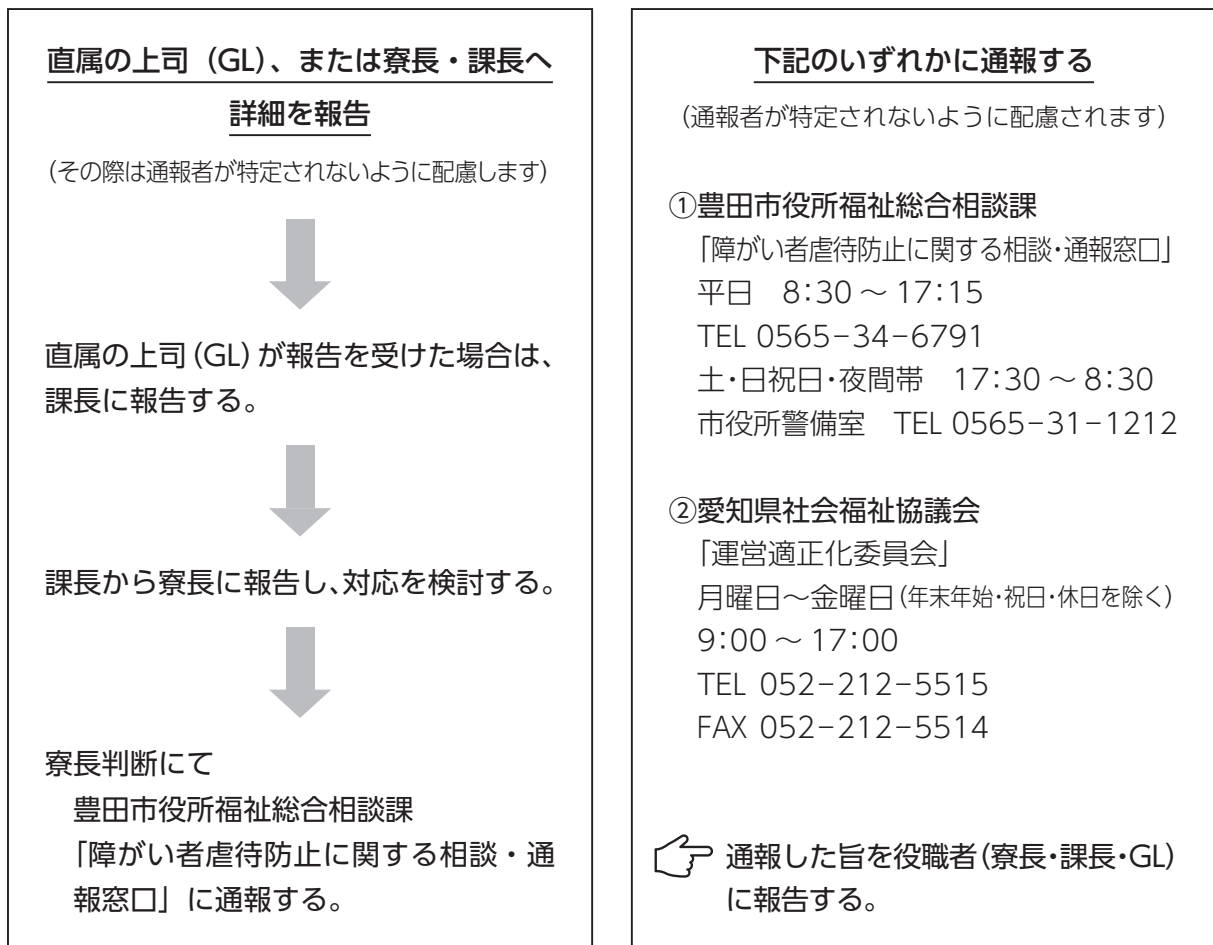 直属の上司（GL）、または寮長・課長へ
詳細を報告
（その際は通報者が特定されないように配慮します）
直属の上司（GL）が報告を受けた場合は、
課長に報告する。
課長から寮長に報告し、対応を検討する。
寮長判断にて
豊田市役所福祉総合相談課
「障がい者虐待防止に関する相談・通
報窓口」に通報する。
下記のいずれかに通報する
（通報者が特定されないように配慮されます）
①豊田市役所福祉総合相談課
「障がい者虐待防止に関する相談・通報窓口」
平日　8：30～17：15
TEL 0565−34−6791
土・日祝日・夜間帯　17：30～8：30
市役所警備室　TEL 0565−31−1212
②愛知県社会福祉協議会
「運営適正化委員会」
月曜日～金曜日（年末年始・祝日・休日を除く）
9：00～17：00
TEL 052−212−5515
FAX 052−212−5514
通報した旨を役職者（寮長・課長・GL）
に報告する。